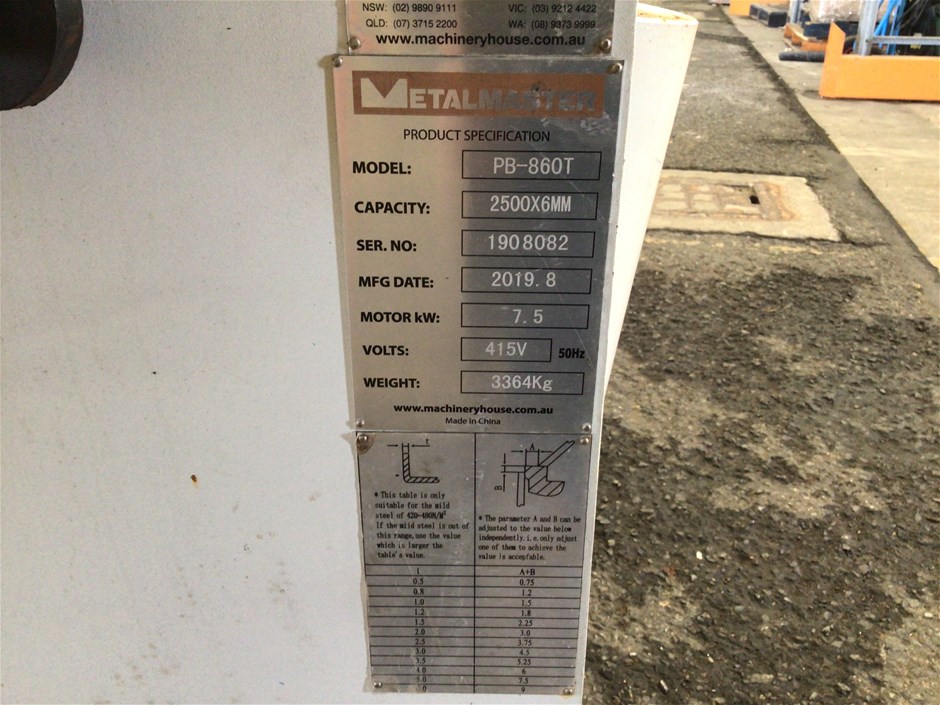 NSW: (02) 9890 9111 VIC: (03) 9212 4422
QLD: (07) 3715 2200 WA: (08) 9373 9999
www.machineryhouse.com.au
METALMASTER
PRODUCT SPECIFICATION
MODEL: PB-860T
CAPACITY: 2500X6MM
SER. NO: 1908082
MFG DATE: 2019.8
MOTOR kW: 7.5
VOLTS: 415V 50Hz
WEIGHT: 3364Kg
www.machineryhouse.com.au
Made in China
t
* This table is only
suitable for the mild
steel of 420-480N/M²
If the mild steel is out of
this range,use the value
which is larger the
table'a value.
A
B
* The parameter A and B can be
adjusted to the value below
independently.i.e.only adjust
one of them to achieve the
value is acceptable.
A+B
0.5 0.75
0.8 1.2
1.0 1.5
1.2 1.8
1.5 2.25
2.0 3.0
2.5 3.75
3.0 4.5
3.5 5.25
4.0 6
5.0 7.5
9